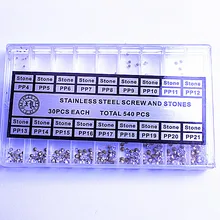 Stone Stone Stone Stone Stone Stone Stone Stone Stone
PP4 PP5 PP6 PP7 PP8 PP9 PP10 PP11 PP12
STAINLESS STEEL SCREW AND STONES
30PCS EACH TOTAL 540 PCS
Stone Stone Stone Stone Stone Stone Stone Stone Stone
PP13 PP14 PP15 PP16 PP17 PP18 PP19 PP20 PP21